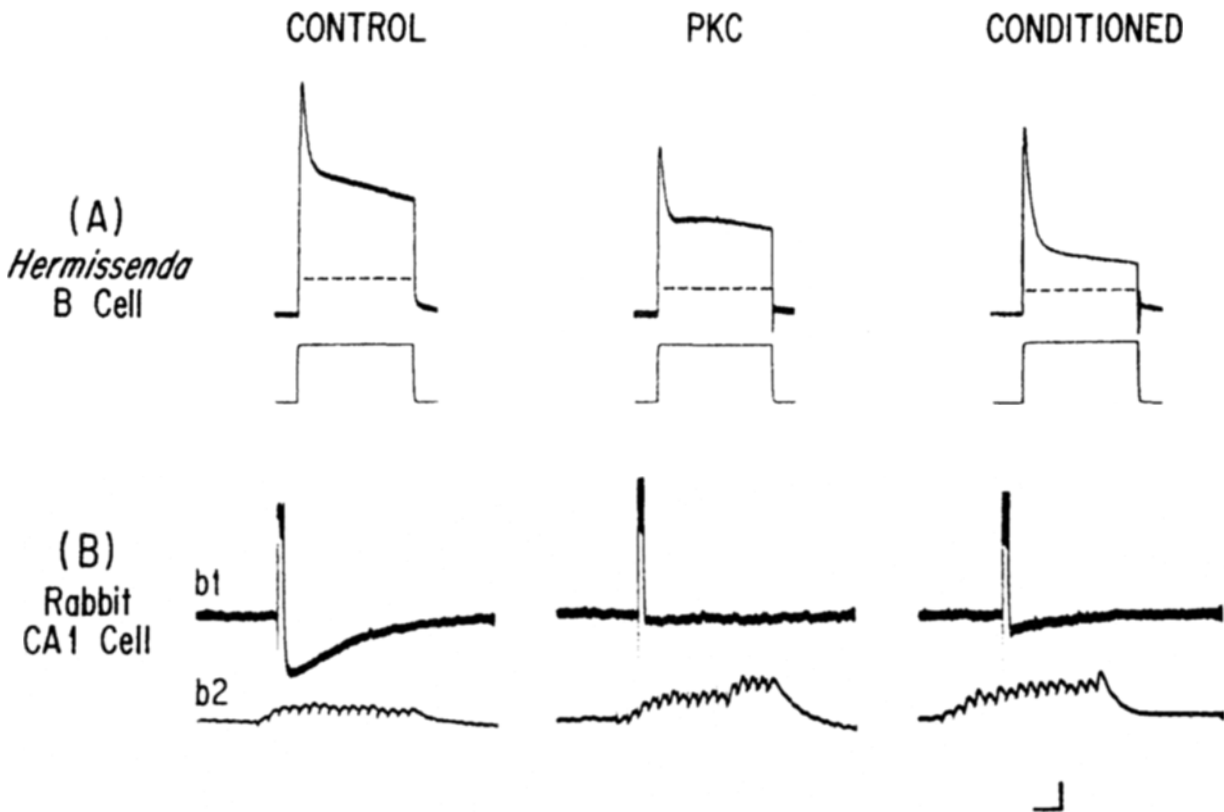 CONTROL PKC CONDITIONED
(A)
Hermissenda
B Cell
(B)
Rabbit
CA1 Cell
b1
b2